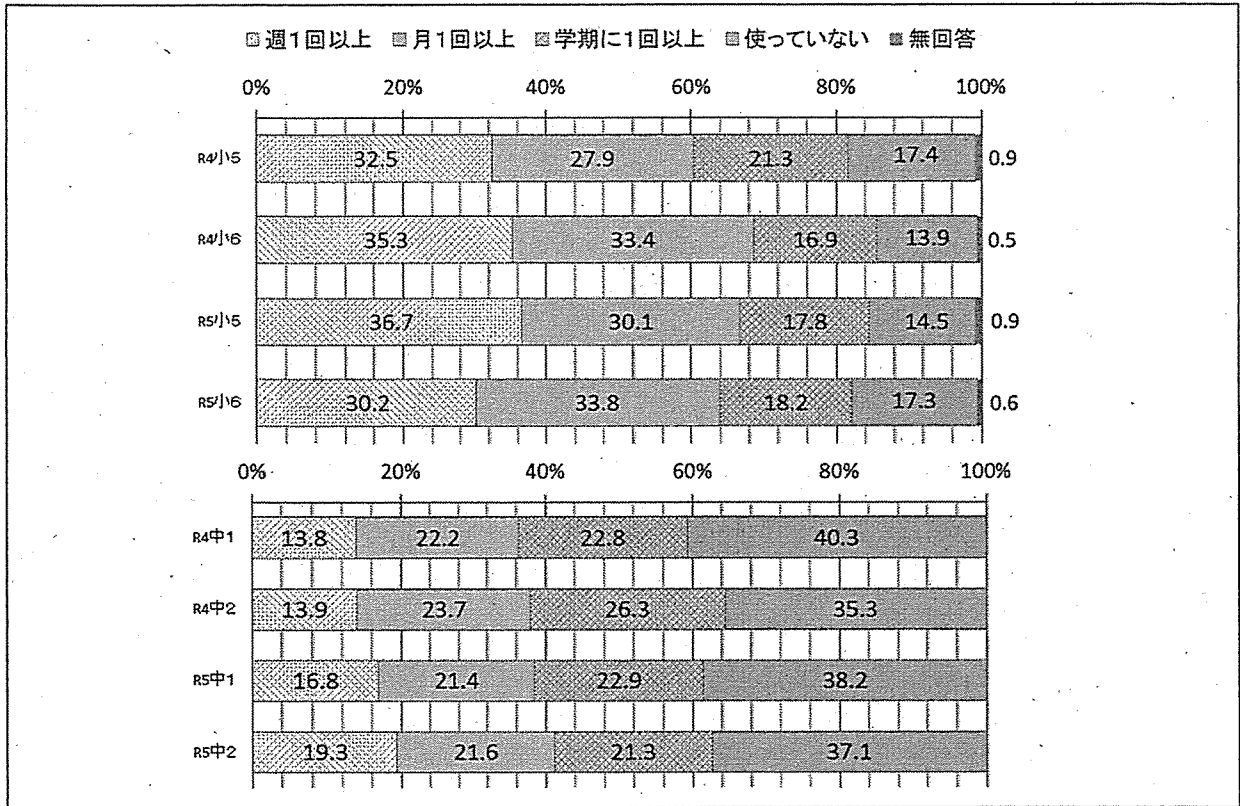 週1回以上 月1回以上 学期に1回以上 使っていない 無回答
0% 20% 40% 60% 80% 100%
R4小5 32.5 27.9 21.3 17.4 0.9
R4小6 35.3 33.4 16.9 13.9 0.5
R5小5 36.7 30.1 17.8 14.5 0.9
R5小6 30.2 33.8 18.2 17.3 0.6
0% 20% 40% 60% 80% 100%
R4中1 13.8 22.2 22.8 40.3
R4中2 13.9 23.7 26.3 35.3
R5中1 16.8 21.4 22.9 38.2
R5中2 19.3 21.6 21.3 37.1